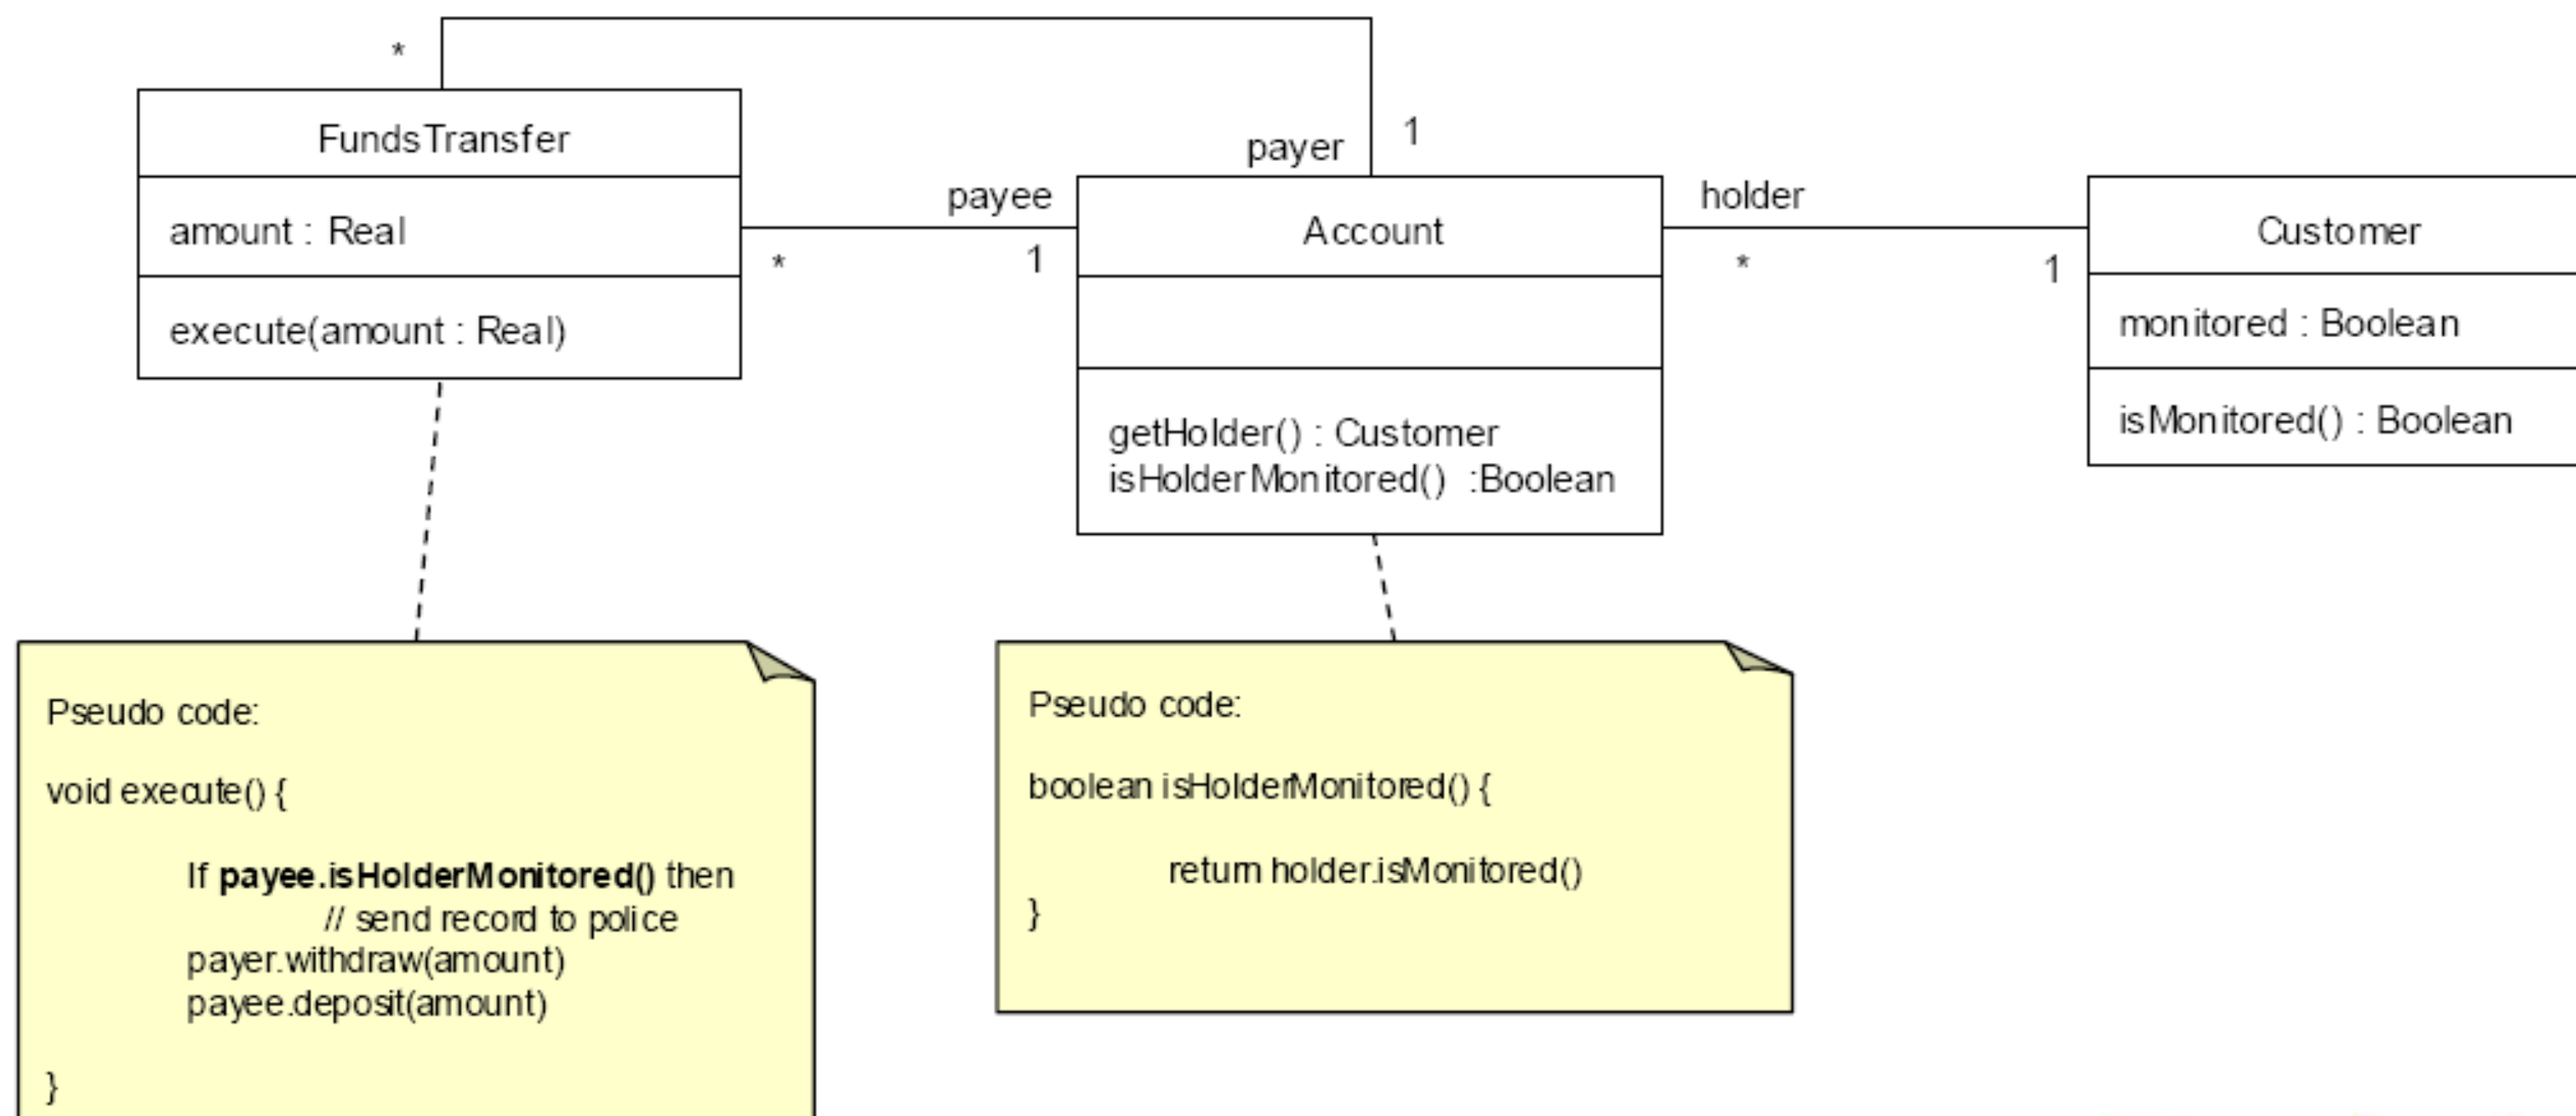 *
FundsTransfer
amount : Real
execute(amount : Real)
*
payee
1
payer
1
Account
getHolder() : Customer
isHolderMonitored() :Boolean
holder
*
1
Customer
monitored : Boolean
isMonitored() : Boolean
Pseudo code:
void execute() {
If payee.isHolderMonitored() then
// send record to police
payer.withdraw(amount)
payee.deposit(amount)
}
Pseudo code:
boolean isHolderMonitored() {
return holder.isMonitored()
}